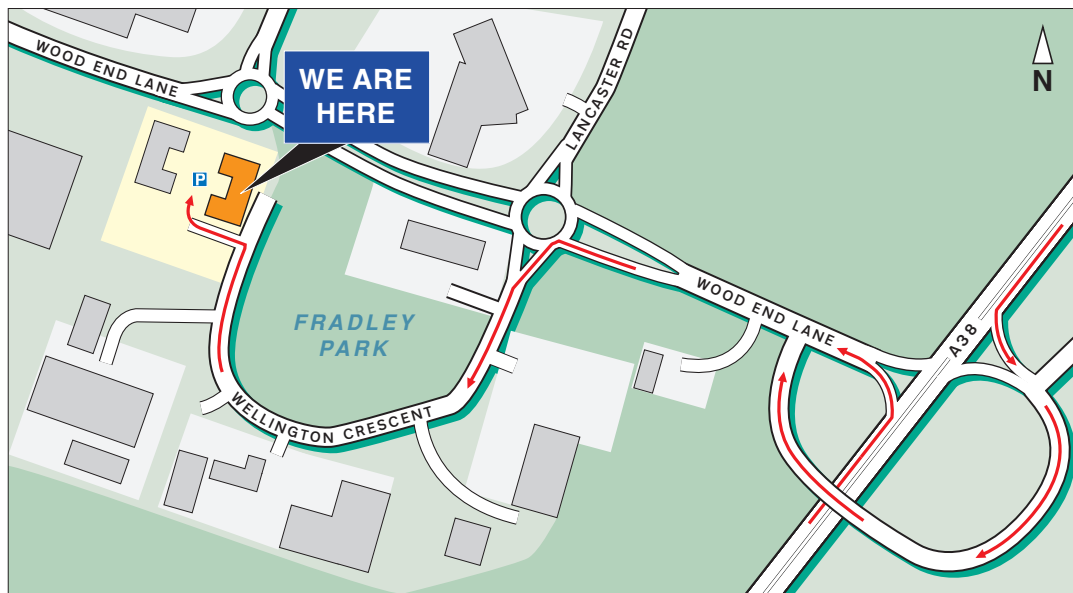 WOOD END LANE
WE ARE
HERE
LANCASTER RD
N
P
FRADLEY
PARK
WOOD END LANE
A38
WELLINGTON CRESCENT